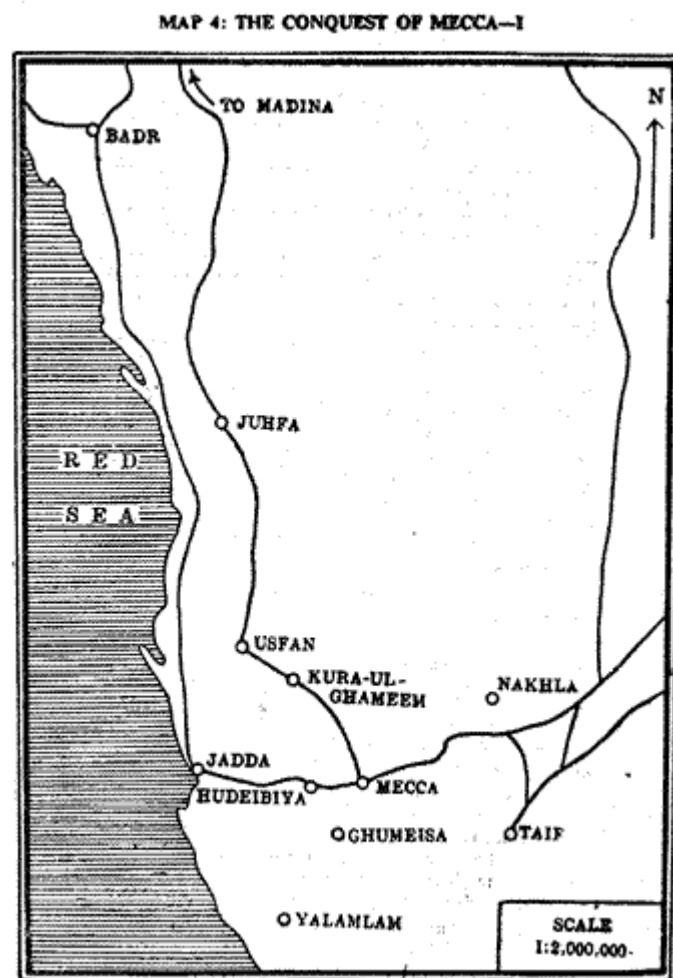 MAP 4: THE CONQUEST OF MECCA—I
TO MADINA
N
BADR
JUHFA
RED
SEA
USFAN
KURA-UL-
GHAMEEM
NAKHLA
JADDA
HUDEIBIYA
MECCA
GHUMEISA
TAIF
YALAMLAM
SCALE
1:2,000,000